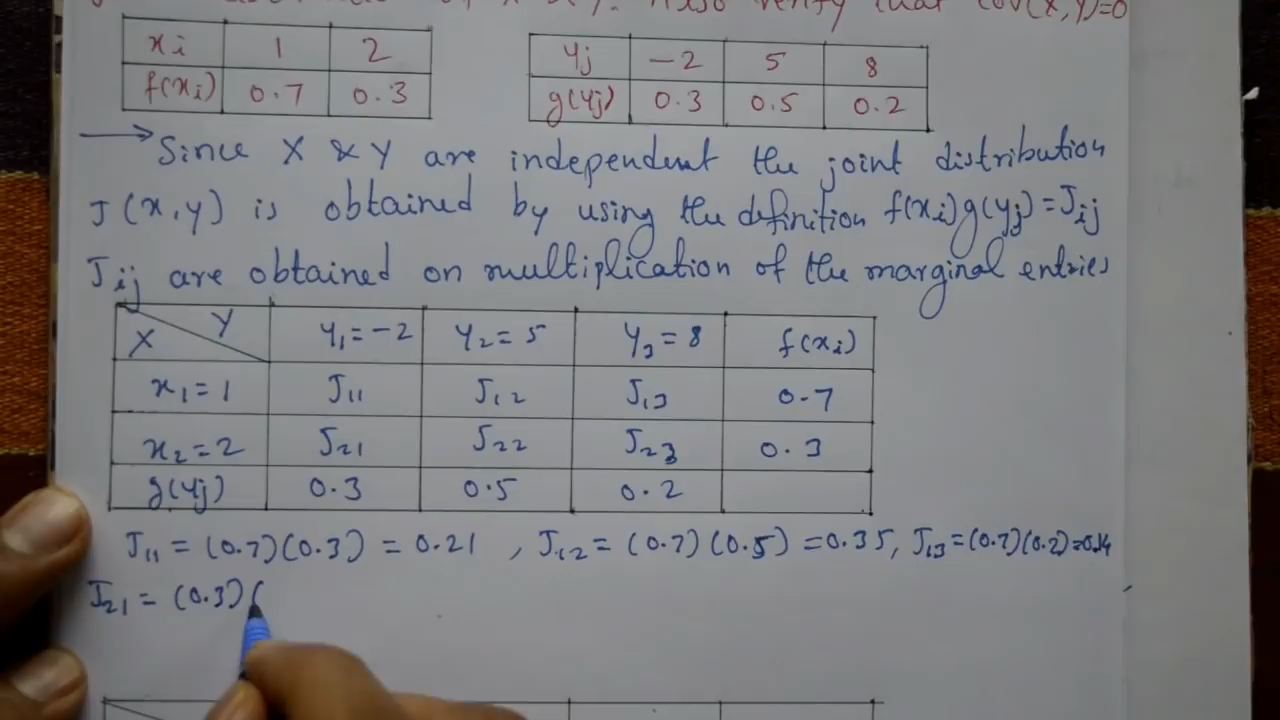 Also verify that cov(X,Y)=0
xi 1 2
f(xi) 0.7 0.3
Yj -2 5 8
g(Yj) 0.3 0.5 0.2
→ Since X & Y are independent the joint distribution
J(x,y) is obtained by using the definition f(xi)g(yj)=Jij
Jij are obtained on multiplication of the marginal entries
X Y Y1=-2 Y2=5 Y3=8 f(xi)
x1=1 J11 J12 J13 0.7
x2=2 J21 J22 J23 0.3
g(Yj) 0.3 0.5 0.2
J11 = (0.7)(0.3) = 0.21 , J12 = (0.7)(0.5) = 0.35, J13=(0.7)(0.2)=0.14
J21 = (0.3)(